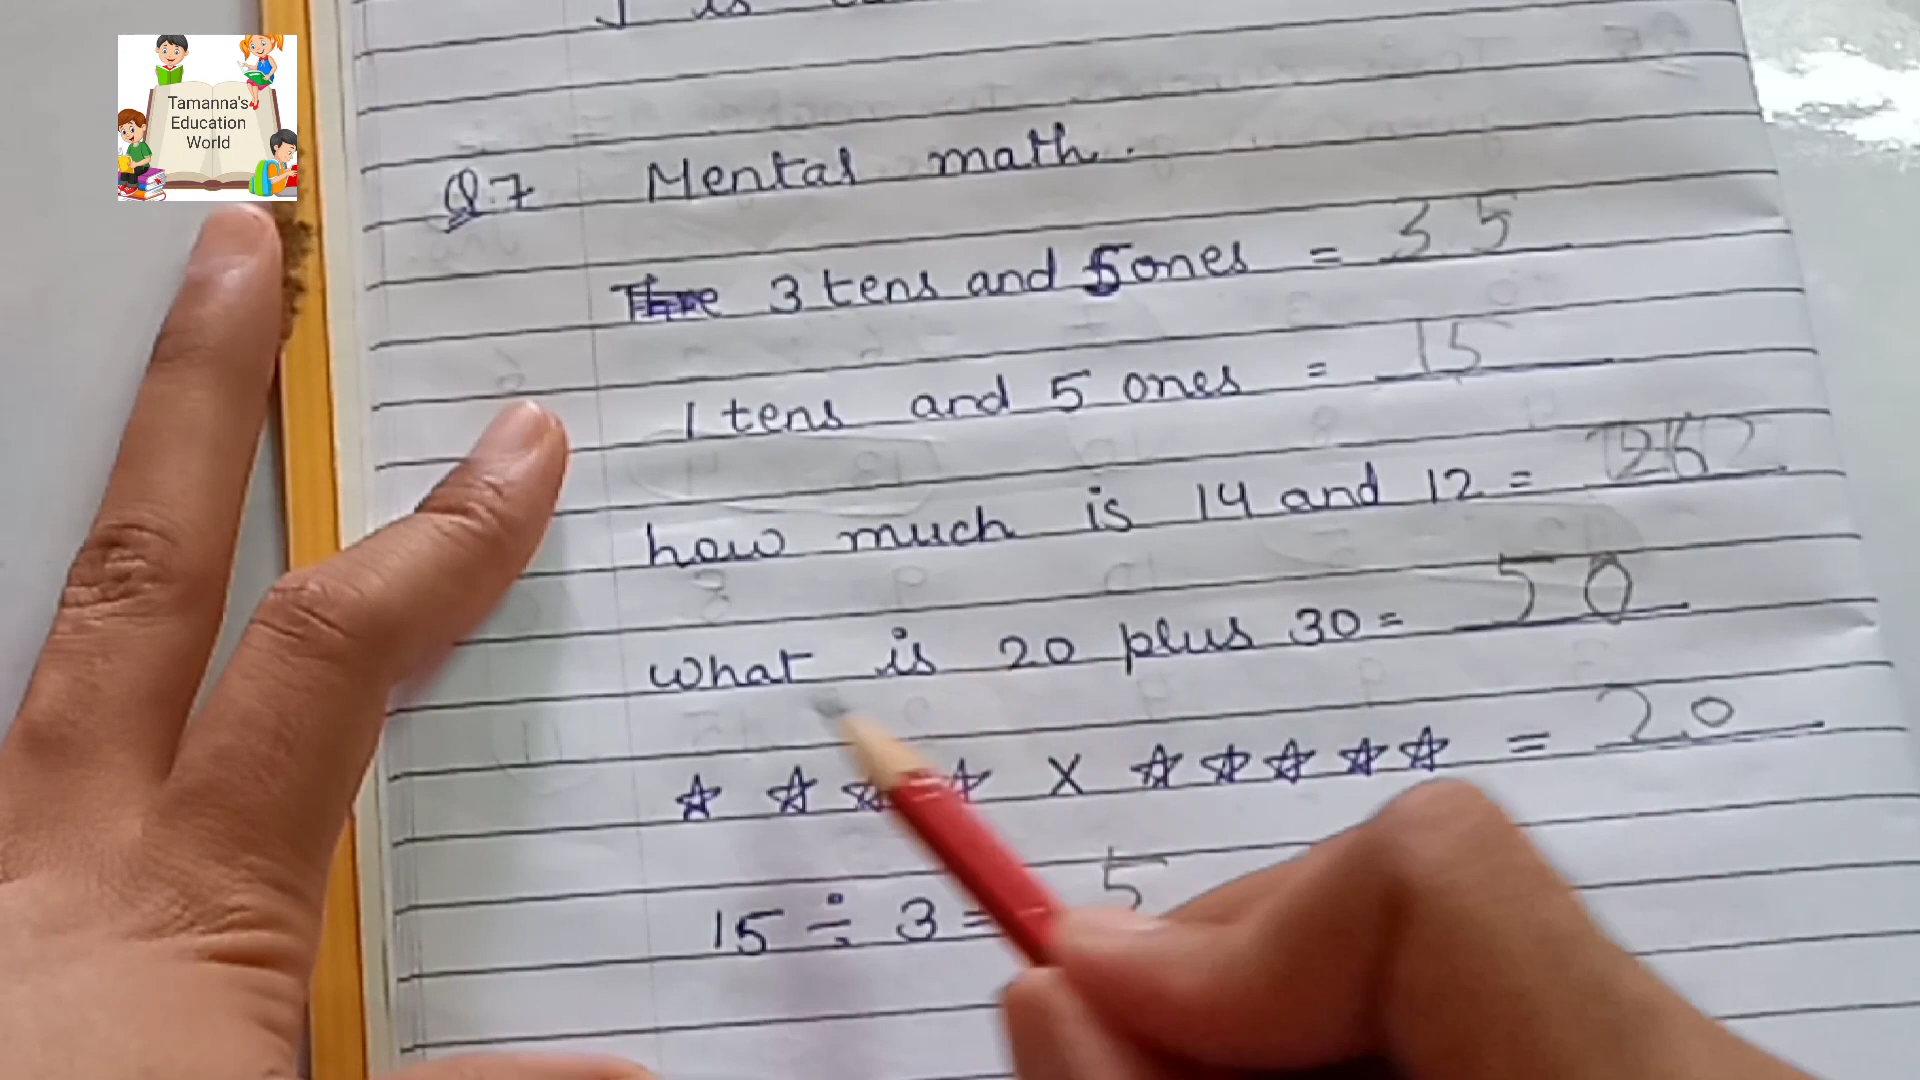 Tamanna's
Education
World
is
Q.7 Mental math.
3 tens and 5 ones = 35
1 tens and 5 ones = 15
how much is 14 and 12 = 26
What is 20 plus 30 = 50
☆ ☆ ☆ ☆ X ☆ ☆ ☆ ☆ ☆ = 20
15 ÷ 3 = 5